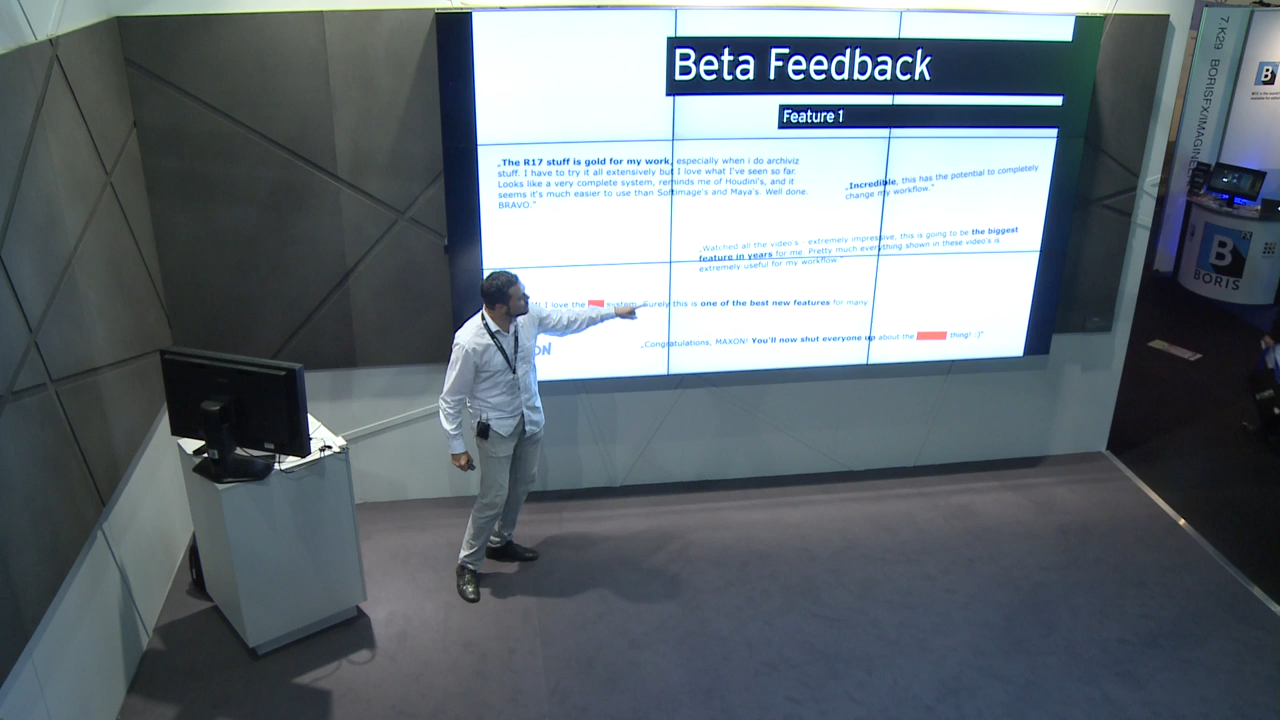 Beta Feedback
Feature 1
„The R17 stuff is gold for my work, especially when i do archiviz
stuff. I have to try it all extensively but I love what I've seen so far.
Looks like a very complete system, reminds me of Houdini's, and it
seems it's much easier to use than Softimage's and Maya's. Well done.
BRAVO."
„Incredible, this has the potential to completely
change my workflow."
„Watched all the video's - extremely impressive, this is going to be the biggest
feature in years for me. Pretty much everything shown in these video's is
extremely useful for my workflow."
I love the system. Surely this is one of the best new features for many
„Congratulations, MAXON! You'll now shut everyone up about the thing! :)"
ON
7. K29 BORISFX/IMAGINE
B
B
BORIS